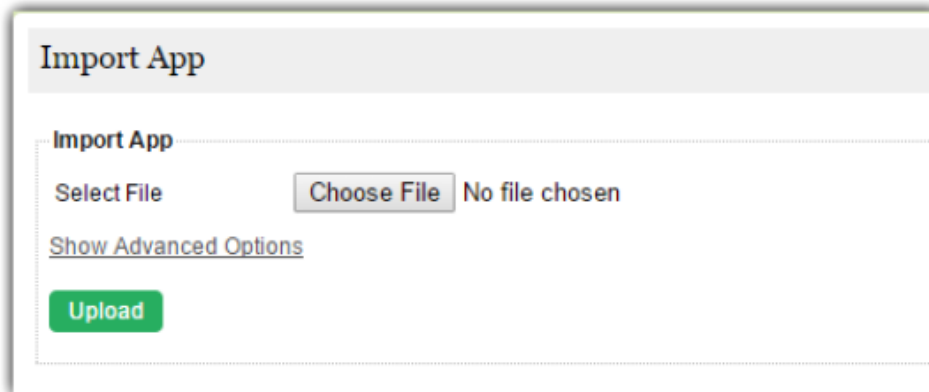 Import App
Import App
Select File Choose File No file chosen
Show Advanced Options
Upload